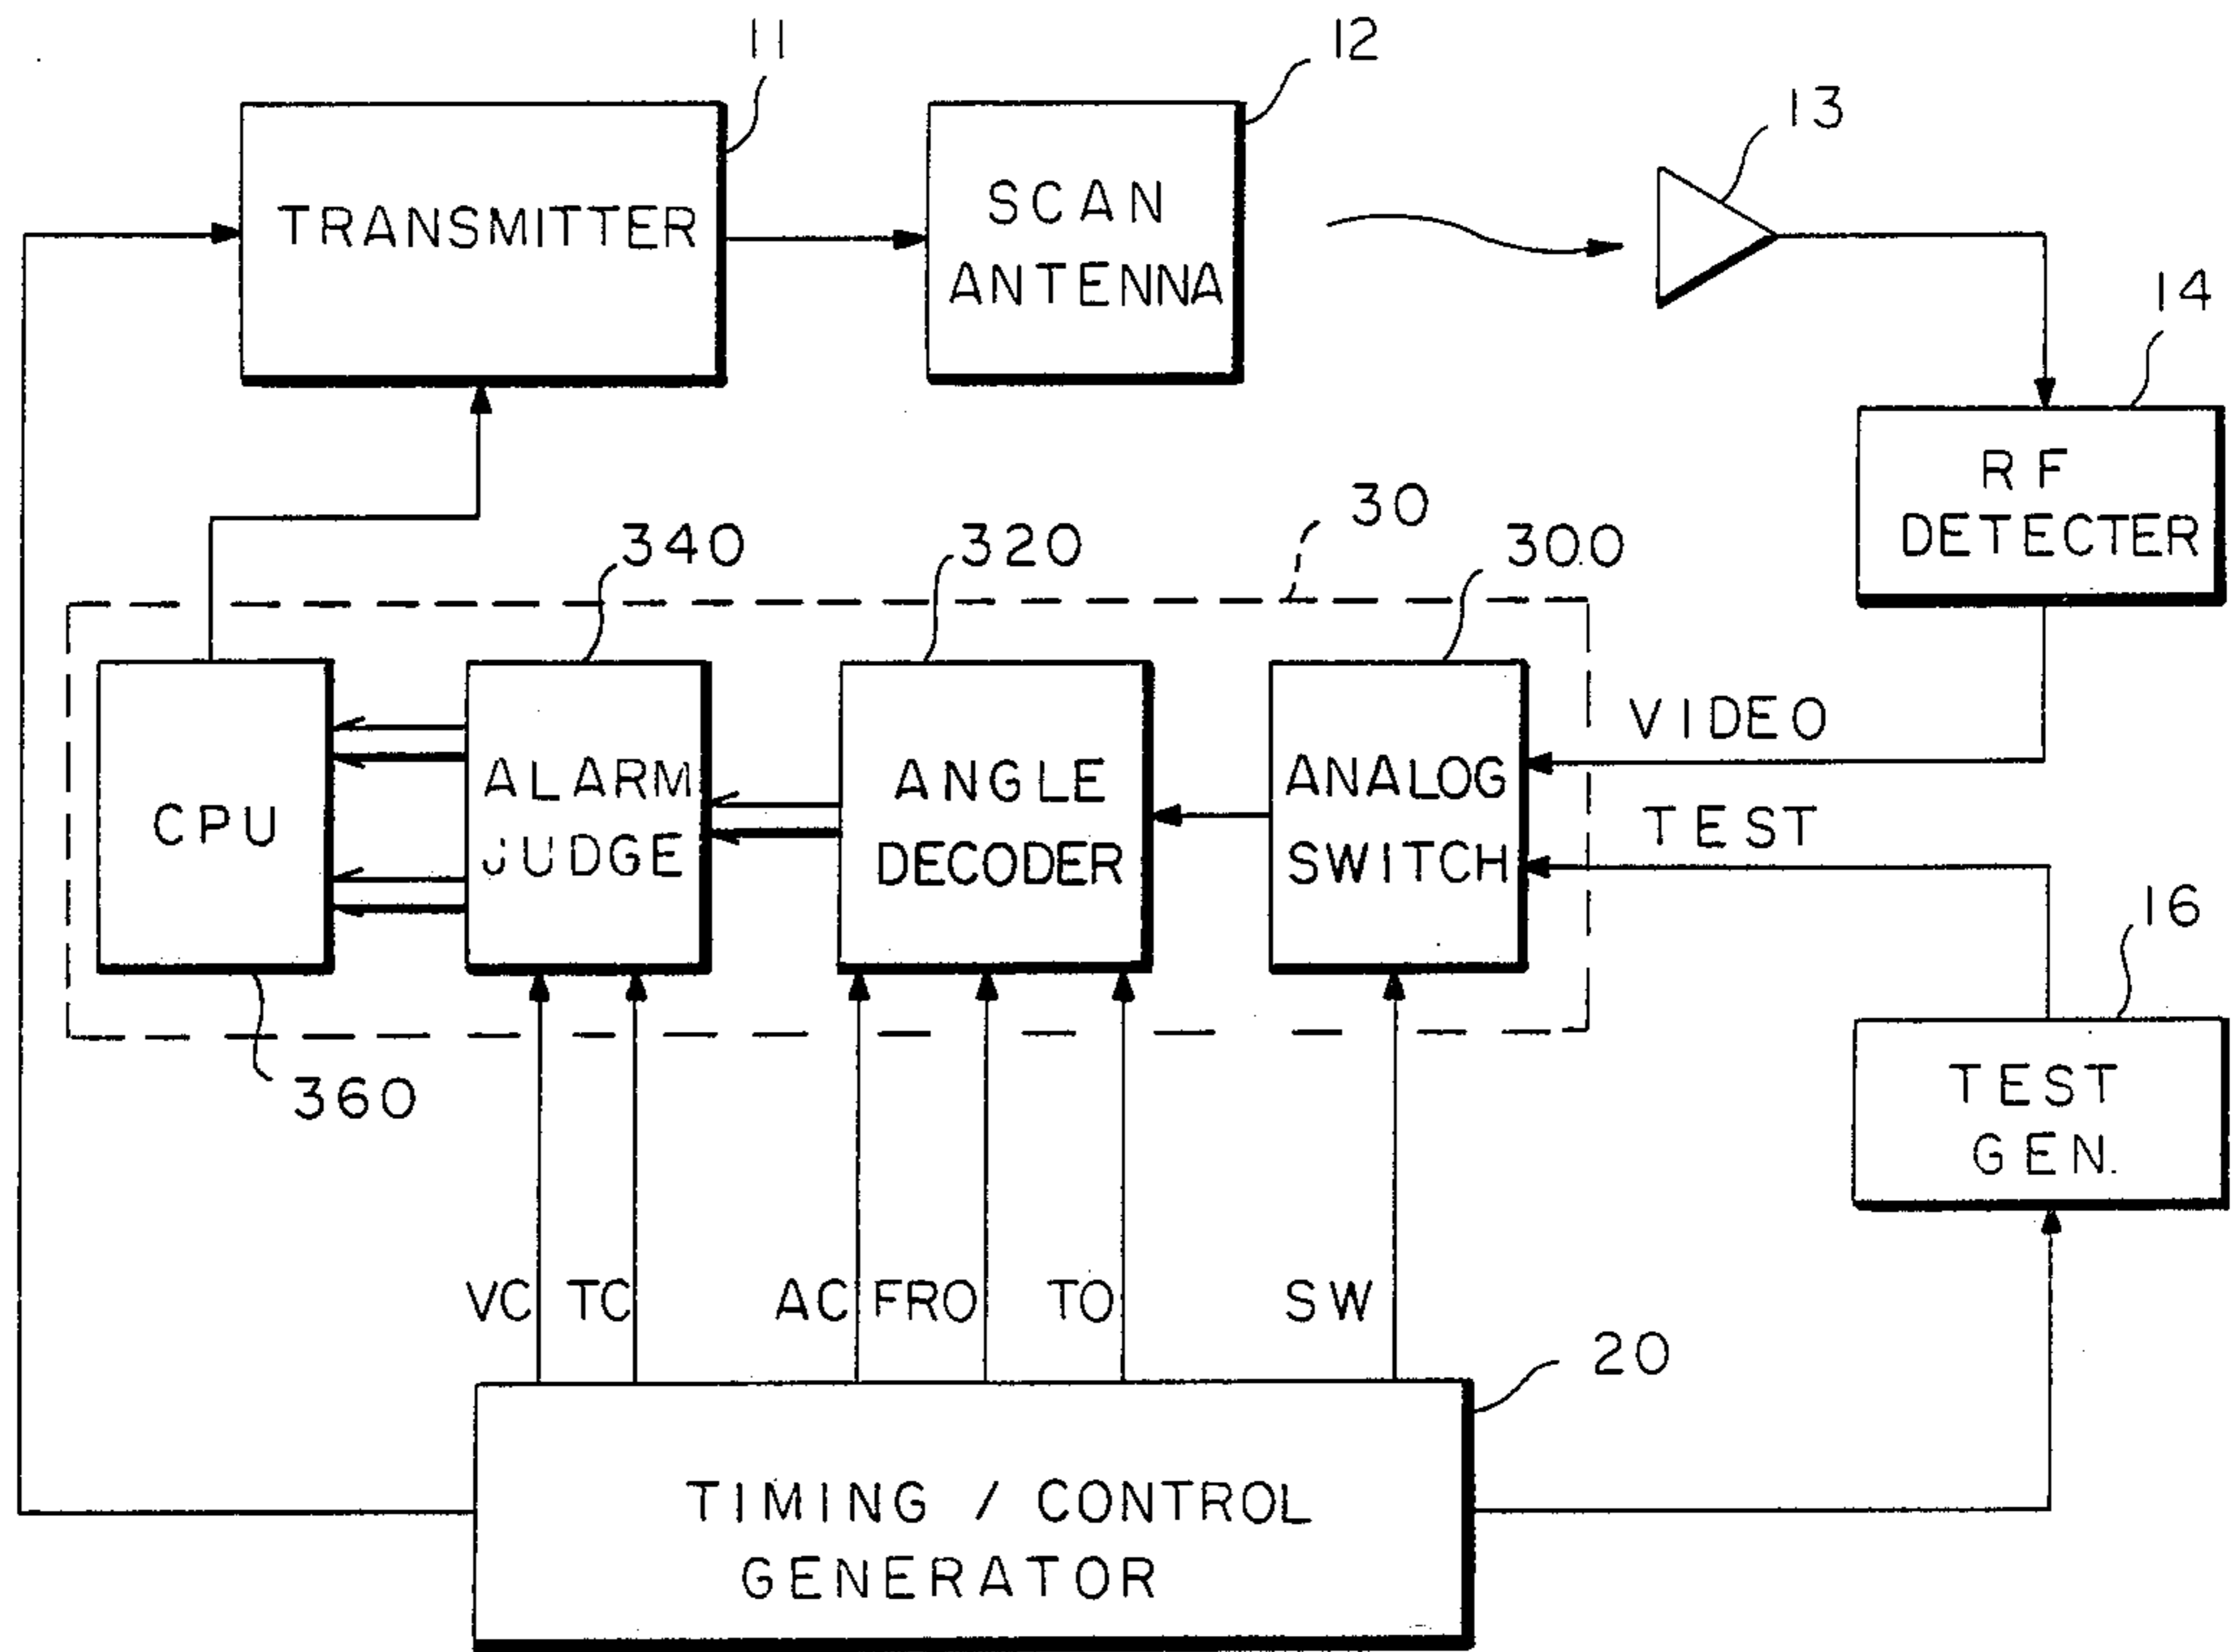 11
12
13
TRANSMITTER
SCAN
ANTENNA
14
RF
DETECTER
30
340
320
300
VIDEO
CPU
ALARM
JUDGE
ANGLE
DECODER
ANALOG
SWITCH
TEST
16
360
TEST
GEN.
VC
TC
AC
FRO
TO
SW
20
TIMING / CONTROL
GENERATOR